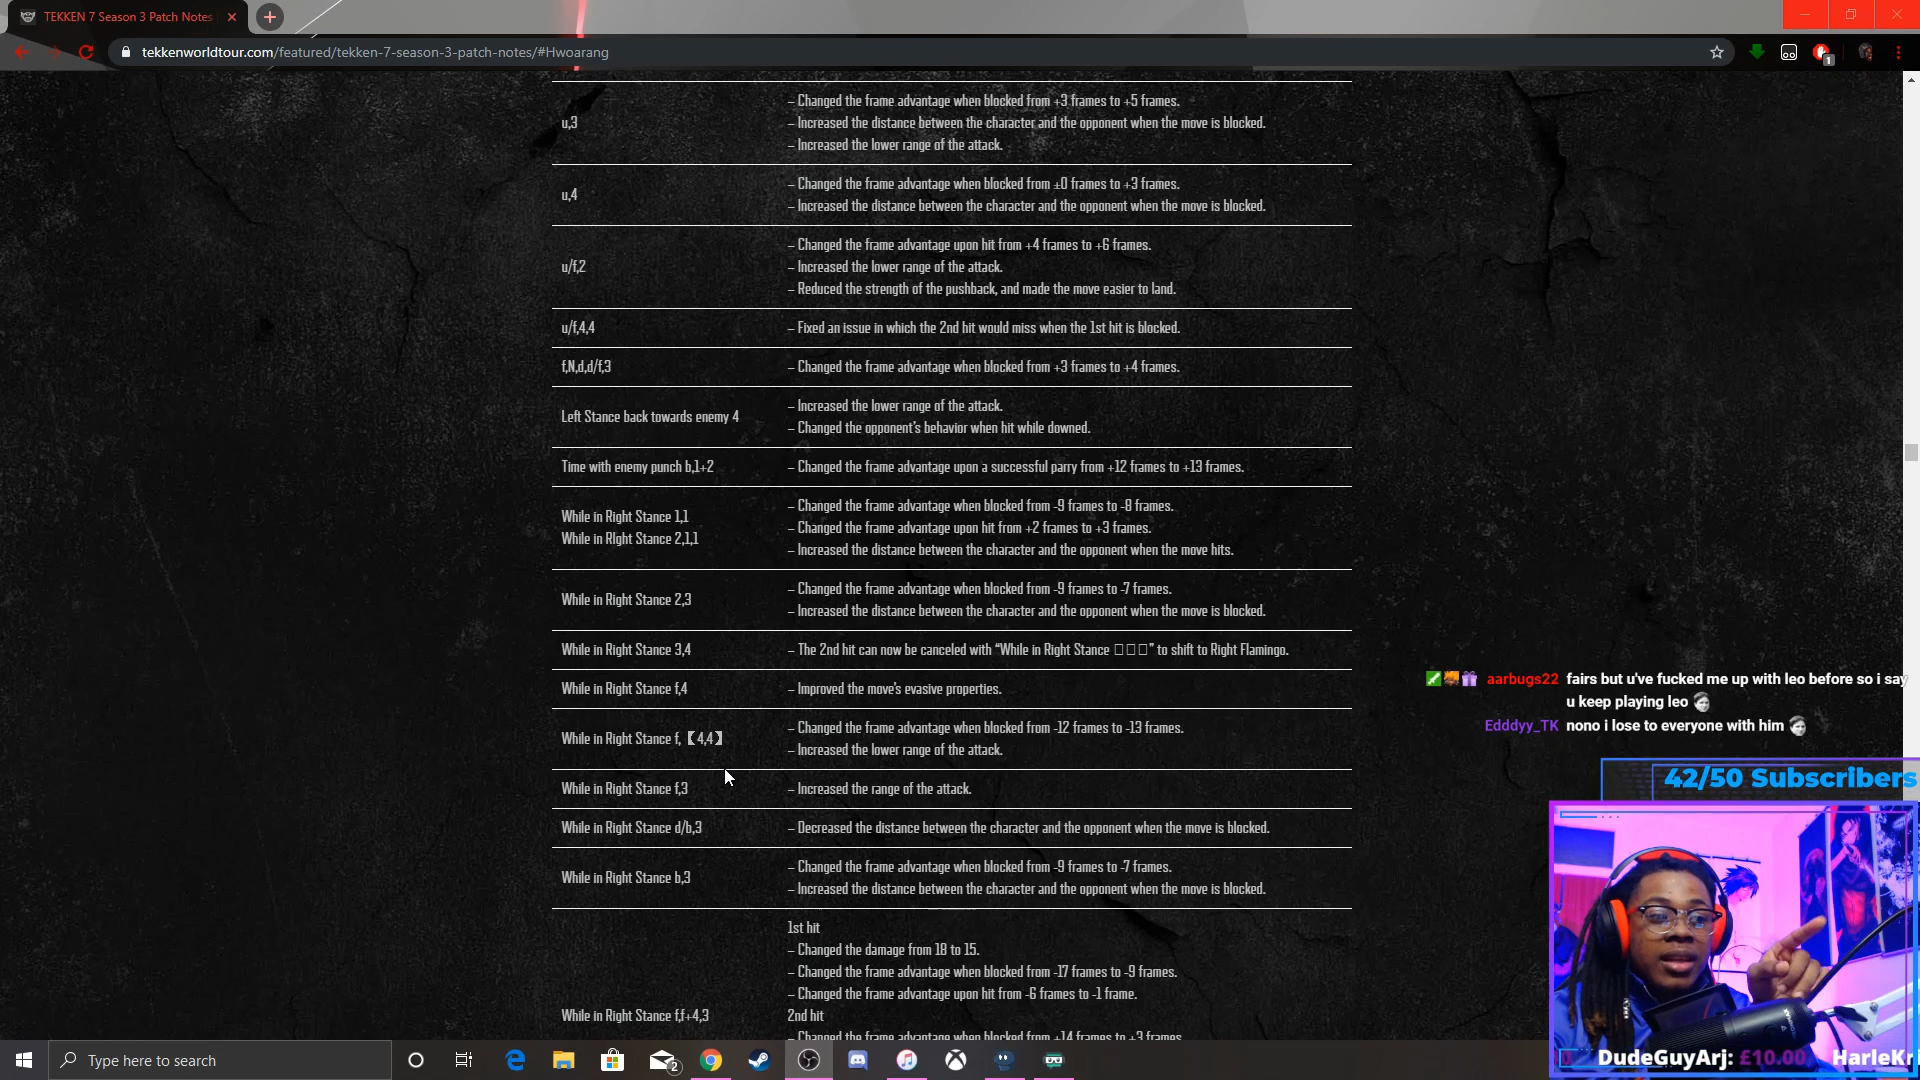 TEKKEN 7 Season 3 Patch Notes
tekkenworldtour.com/featured/tekken-7-season-3-patch-notes/#Hwoarang
1
u,3
– Changed the frame advantage when blocked from +3 frames to +5 frames.
– Increased the distance between the character and the opponent when the move is blocked.
– Increased the lower range of the attack.
u,4
– Changed the frame advantage when blocked from ±0 frames to +3 frames.
– Increased the distance between the character and the opponent when the move is blocked.
u/f,2
– Changed the frame advantage upon hit from +4 frames to +6 frames.
– Increased the lower range of the attack.
– Reduced the strength of the pushback, and made the move easier to land.
u/f,4,4
– Fixed an issue in which the 2nd hit would miss when the 1st hit is blocked.
f,N,d,d/f,3
– Changed the frame advantage when blocked from +3 frames to +4 frames.
Left Stance back towards enemy 4
– Increased the lower range of the attack.
– Changed the opponent's behavior when hit while downed.
Time with enemy punch b,1+2
– Changed the frame advantage upon a successful parry from +12 frames to +13 frames.
While in Right Stance 1,1
While in RIght Stance 2,1,1
– Changed the frame advantage when blocked from -9 frames to -8 frames.
– Changed the frame advantage upon hit from +2 frames to +3 frames.
– Increased the distance between the character and the opponent when the move hits.
While in Right Stance 2,3
– Changed the frame advantage when blocked from -9 frames to -7 frames.
– Increased the distance between the character and the opponent when the move is blocked.
While in Right Stance 3,4
– The 2nd hit can now be canceled with “While in Right Stance □□□” to shift to Right Flamingo.
While in Right Stance f,4
– Improved the move's evasive properties.
While in Right Stance f,【4,4】
– Changed the frame advantage when blocked from -12 frames to -13 frames.
– Increased the lower range of the attack.
While in Right Stance f,3
– Increased the range of the attack.
While in Right Stance d/b,3
– Decreased the distance between the character and the opponent when the move is blocked.
While in Right Stance b,3
– Changed the frame advantage when blocked from -9 frames to -7 frames.
– Increased the distance between the character and the opponent when the move is blocked.
While in Right Stance f,f+4,3
1st hit
– Changed the damage from 18 to 15.
– Changed the frame advantage when blocked from -17 frames to -9 frames.
– Changed the frame advantage upon hit from -6 frames to -1 frame.
2nd hit
– Changed the frame advantage when blocked from +14 frames to +3 frames
aarbugs22 fairs but u've fucked me up with leo before so i say
u keep playing leo
Edddyy_TK nono i lose to everyone with him
42/50 Subscribers
DudeGuyArj: £10.00 HarleKr
Type here to search
2